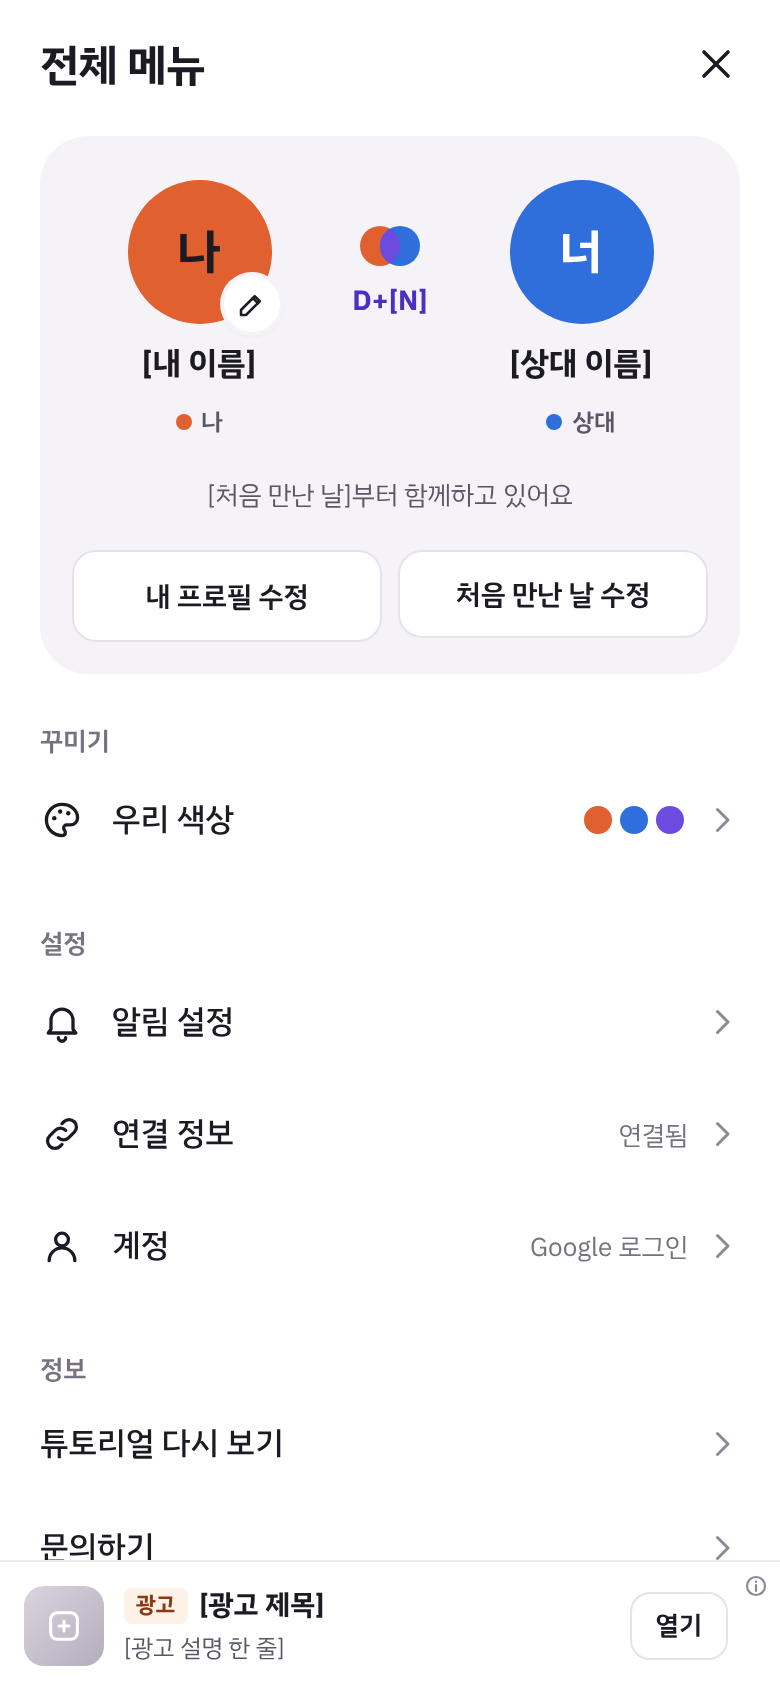 전체 메뉴
나
너
D+[N]
[내 이름]
[상대 이름]
나
상대
[처음 만난 날]부터 함께하고 있어요
내 프로필 수정
처음 만난 날 수정
꾸미기
우리 색상
설정
알림 설정
연결 정보
연결됨
계정
Google 로그인
정보
튜토리얼 다시 보기
문의하기
광고
[광고 제목]
[광고 설명 한 줄]
열기